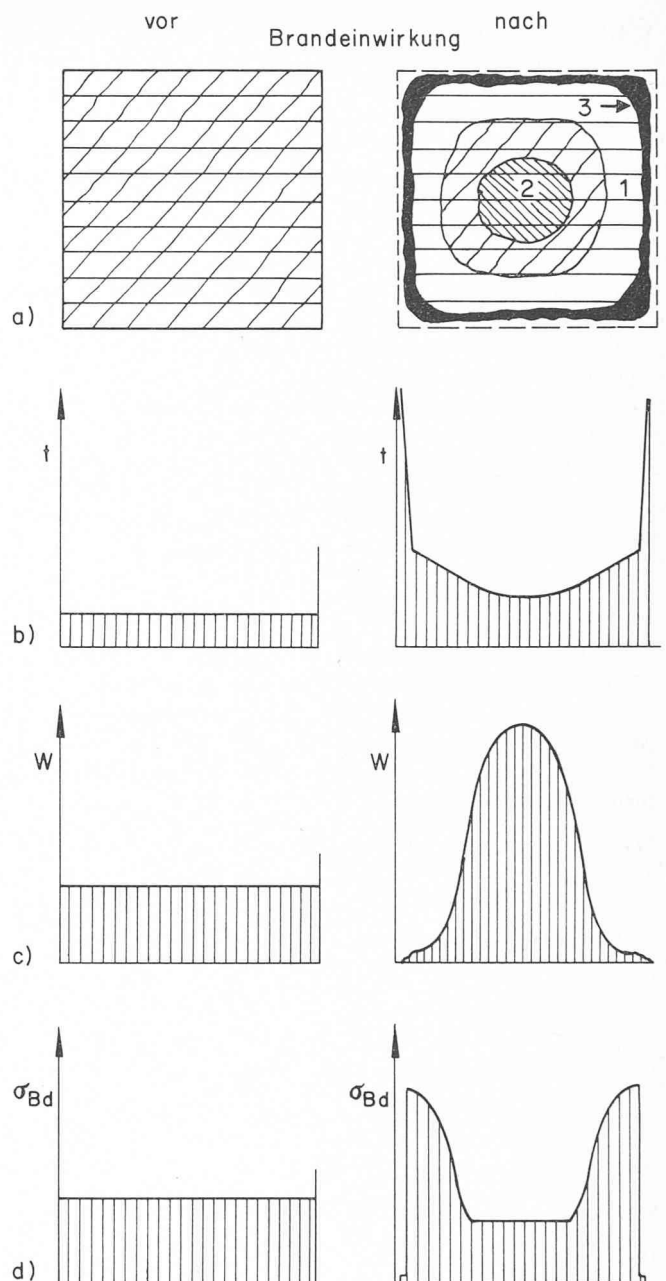 vor nach
Brandeinwirkung
3 1 2
a)
t t
b)
W W
c)
σBd σBd
d)